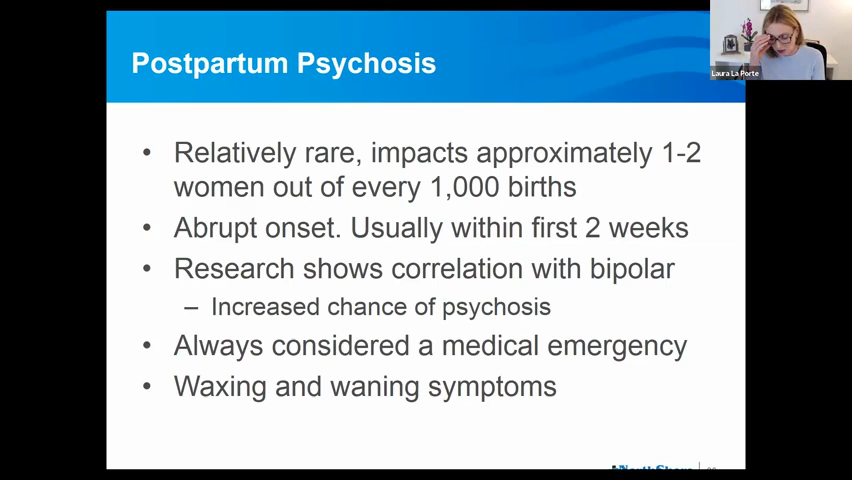 Postpartum Psychosis
Laura La Porte
• Relatively rare, impacts approximately 1-2
women out of every 1,000 births
• Abrupt onset. Usually within first 2 weeks
• Research shows correlation with bipolar
– Increased chance of psychosis
• Always considered a medical emergency
• Waxing and waning symptoms
NorthShore